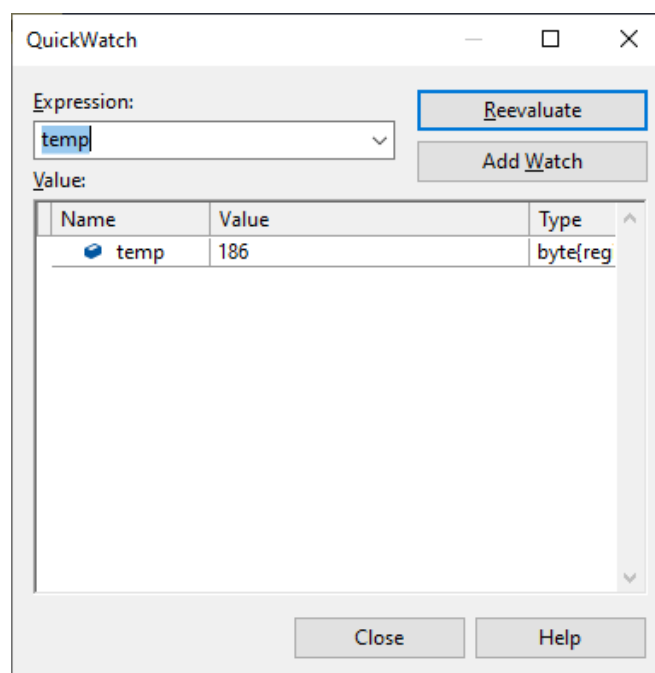 QuickWatch
Expression:
Reevaluate
temp
Add Watch
Value:
Name Value Type
temp 186 byte{reg
Close Help